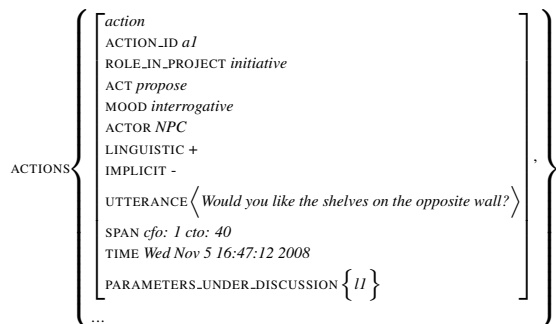 action
ACTION_ID a1
ROLE_IN_PROJECT initiative
ACT propose
MOOD interrogative
ACTOR NPC
LINGUISTIC +
IMPLICIT -
ACTIONS
,
UTTERANCE ⟨Would you like the shelves on the opposite wall?⟩
SPAN cfo: 1 cto: 40
TIME Wed Nov 5 16:47:12 2008
PARAMETERS_UNDER_DISCUSSION {l1}
...